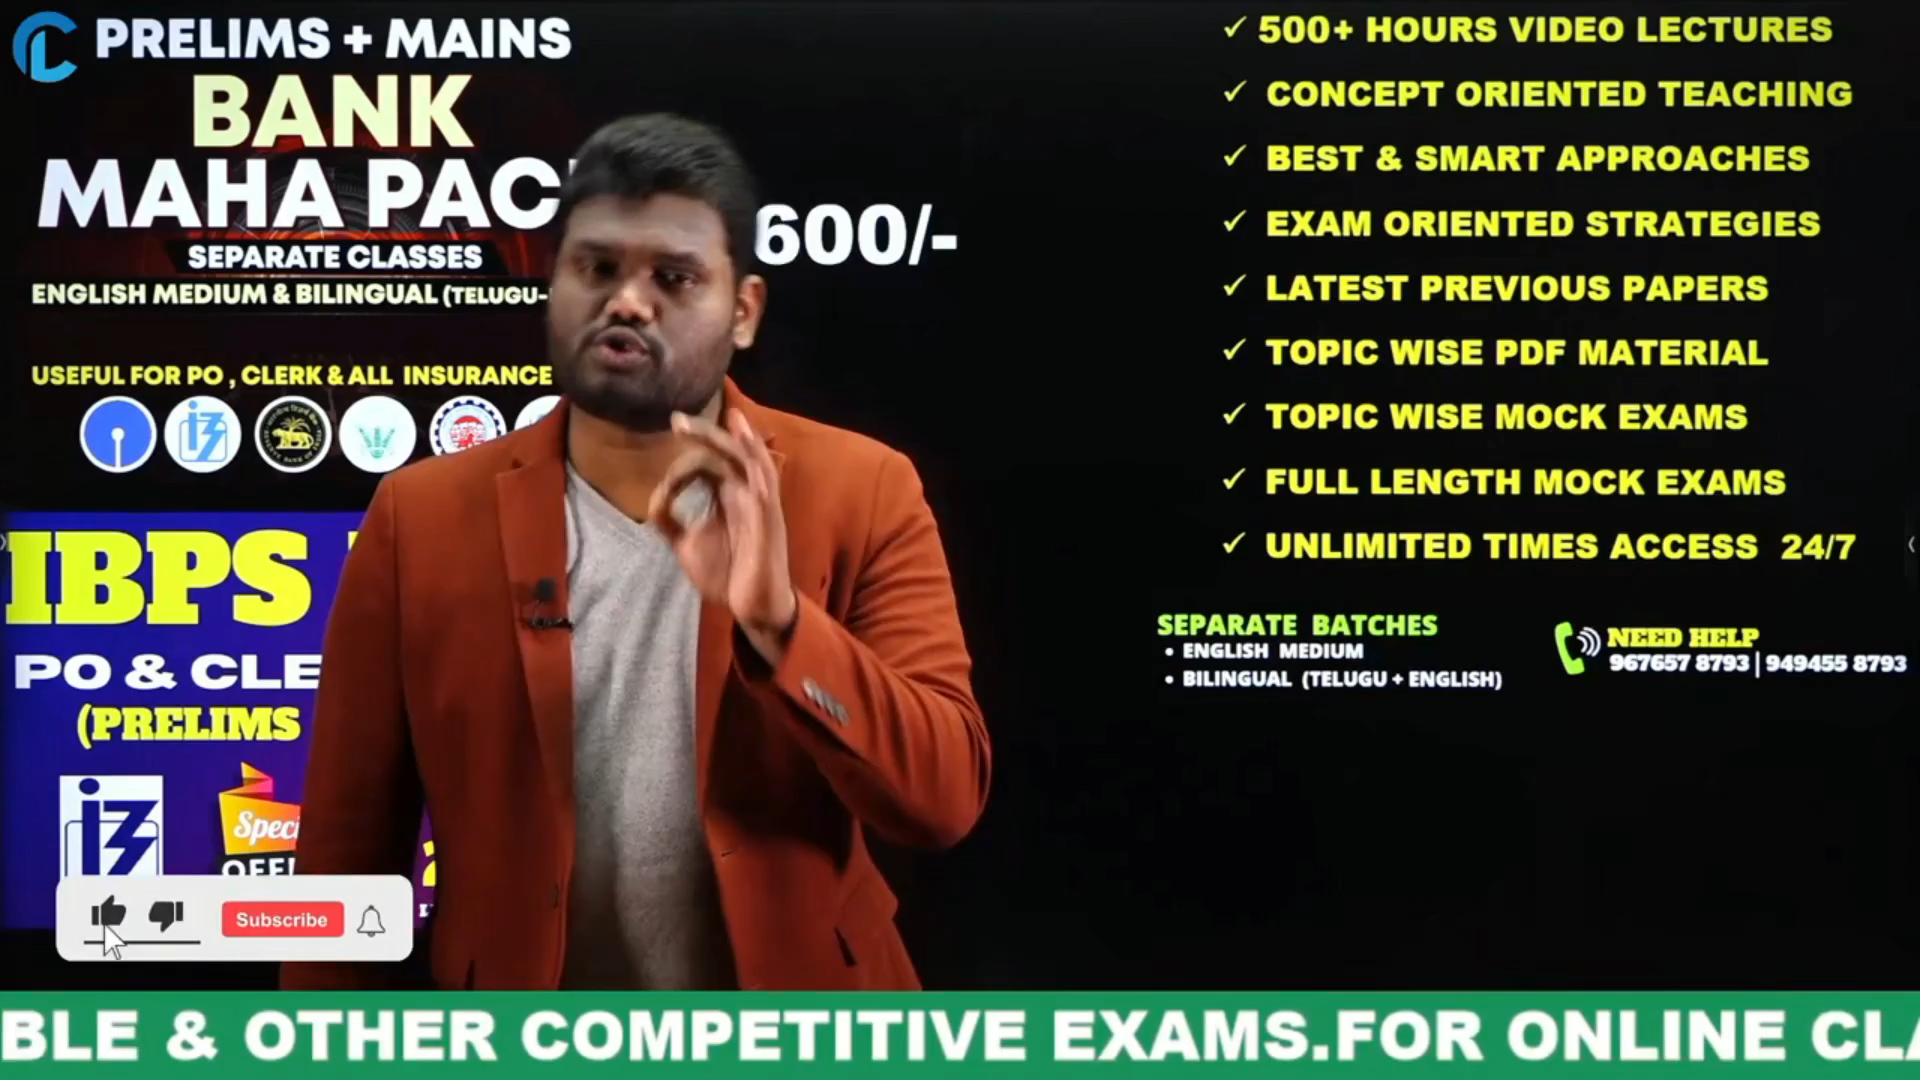 PRELIMS + MAINS
BANK
MAHA PAC
600/-
SEPARATE CLASSES
ENGLISH MEDIUM & BILINGUAL (TELUGU-
USEFUL FOR PO , CLERK & ALL INSURANCE
IBPS
PO & CLE
(PRELIMS
Speci
OFFE
Subscribe
✓ 500+ HOURS VIDEO LECTURES
✓ CONCEPT ORIENTED TEACHING
✓ BEST & SMART APPROACHES
✓ EXAM ORIENTED STRATEGIES
✓ LATEST PREVIOUS PAPERS
✓ TOPIC WISE PDF MATERIAL
✓ TOPIC WISE MOCK EXAMS
✓ FULL LENGTH MOCK EXAMS
✓ UNLIMITED TIMES ACCESS 24/7
SEPARATE BATCHES
• ENGLISH MEDIUM
• BILINGUAL (TELUGU + ENGLISH)
NEED HELP
967657 8793 | 949455 8793
BLE & OTHER COMPETITIVE EXAMS.FOR ONLINE CLA